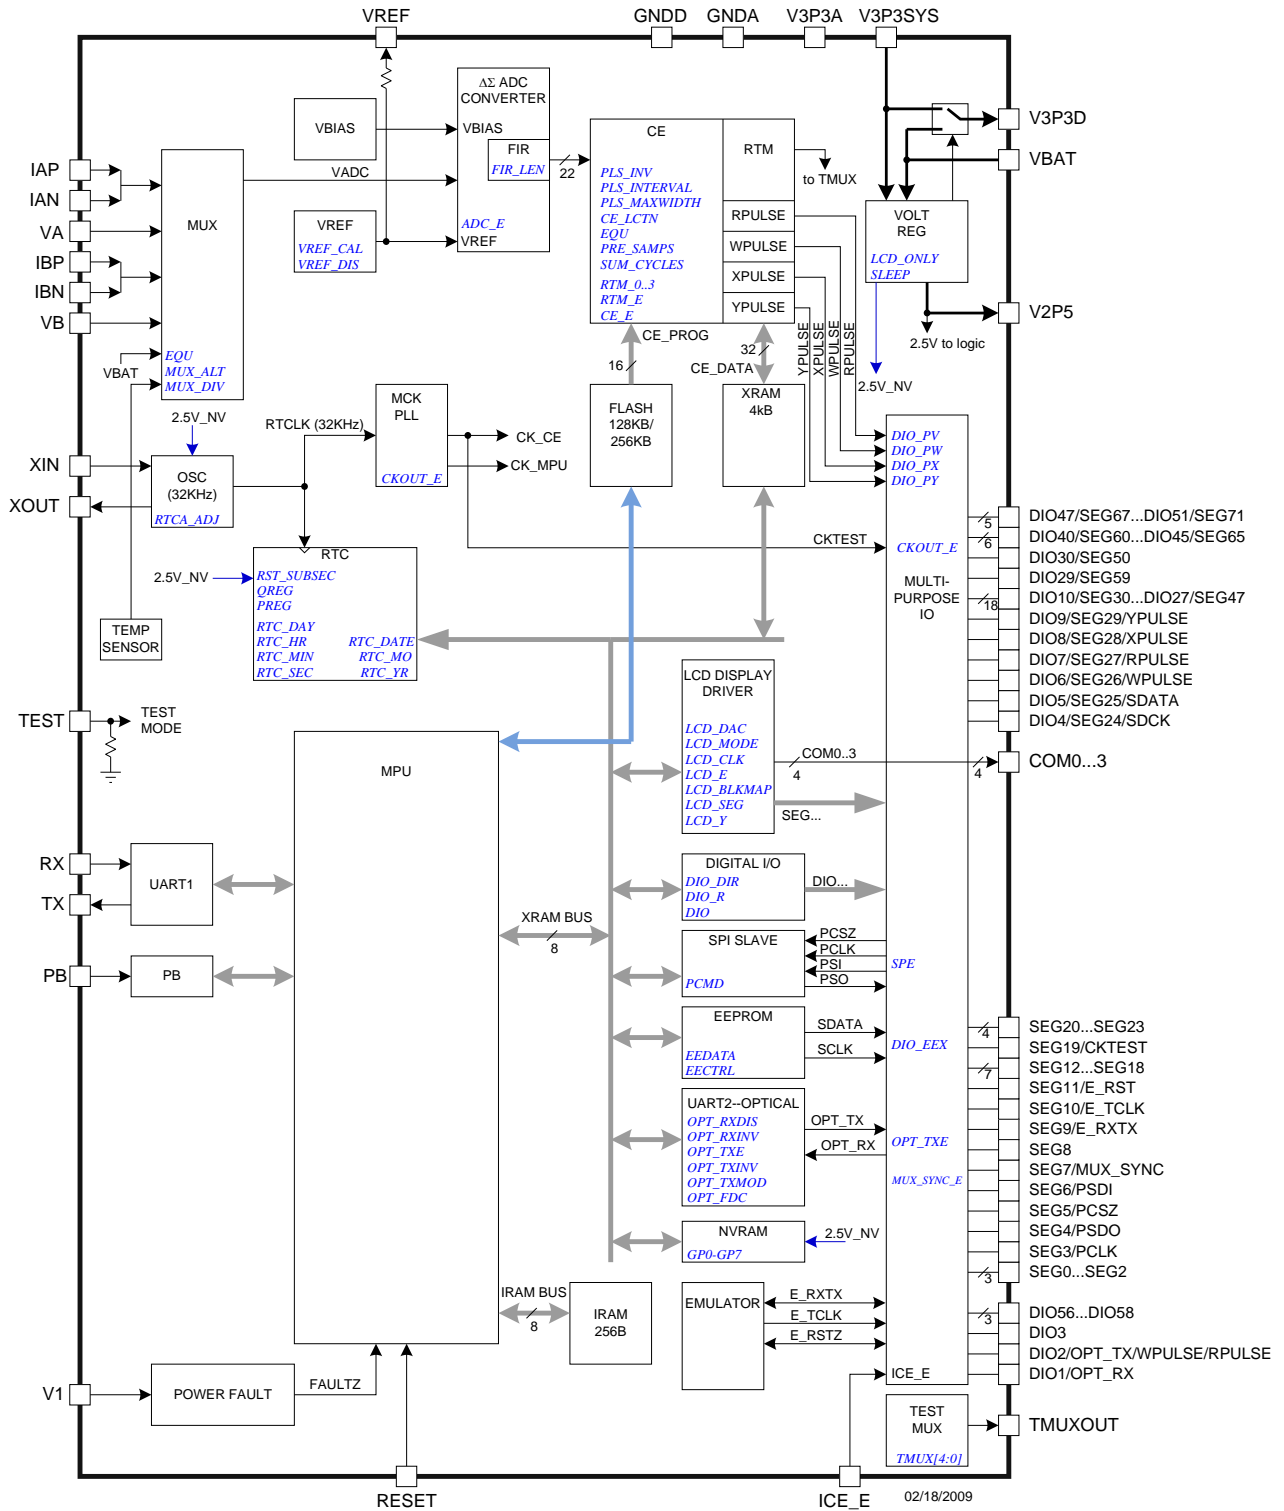 VREF
GNDD
GNDA
V3P3A
V3P3SYS
ΔΣ ADC
CONVERTER
VBIAS
VBIAS
FIR
FIR_LEN
22
CE
RTM
to TMUX
V3P3D
VBAT
IAP
IAN
VA
IBP
IBN
VB
MUX
VADC
VREF
VREF_CAL
VREF_DIS
ADC_E
VREF
PLS_INV
PLS_INTERVAL
PLS_MAXWIDTH
CE_LCTN
EQU
PRE_SAMPS
SUM_CYCLES
RTM_0..3
RTM_E
CE_E
RPULSE
WPULSE
XPULSE
YPULSE
VOLT
REG
LCD_ONLY
SLEEP
V2P5
2.5V to logic
2.5V_NV
VBAT
EQU
MUX_ALT
MUX_DIV
CE_PROG
16
32
CE_DATA
YPULSE
XPULSE
WPULSE
RPULSE
2.5V_NV
RTCLK (32KHz)
MCK
PLL
CKOUT_E
CK_CE
CK_MPU
FLASH
128KB/
256KB
XRAM
4kB
DIO_PV
DIO_PW
DIO_PX
DIO_PY
XIN
XOUT
OSC
(32KHz)
RTCA_ADJ
CKTEST
CKOUT_E
MULTI-
PURPOSE
IO
5
DIO47/SEG67...DIO51/SEG71
6
DIO40/SEG60...DIO45/SEG65
DIO30/SEG50
DIO29/SEG59
18
DIO10/SEG30...DIO27/SEG47
DIO9/SEG29/YPULSE
DIO8/SEG28/XPULSE
DIO7/SEG27/RPULSE
DIO6/SEG26/WPULSE
DIO5/SEG25/SDATA
DIO4/SEG24/SDCK
RTC
2.5V_NV
RST_SUBSEC
QREG
PREG
RTC_DAY
RTC_HR
RTC_MIN
RTC_SEC
RTC_DATE
RTC_MO
RTC_YR
TEMP
SENSOR
TEST
TEST
MODE
MPU
LCD DISPLAY
DRIVER
LCD_DAC
LCD_MODE
LCD_CLK
LCD_E
LCD_BLKMAP
LCD_SEG
LCD_Y
COM0..3
4
4
COM0...3
SEG...
RX
TX
UART1
DIGITAL I/O
DIO_DIR
DIO_R
DIO
DIO...
XRAM BUS
8
PB
PB
SPI SLAVE
PCMD
PCSZ
PCLK
PSI
PSO
SPE
EEPROM
EEDATA
EECTRL
SDATA
SCLK
DIO_EEX
UART2--OPTICAL
OPT_RXDIS
OPT_RXINV
OPT_TXE
OPT_TXINV
OPT_TXMOD
OPT_FDC
OPT_TX
OPT_RX
OPT_TXE
MUX_SYNC_E
4
SEG20...SEG23
SEG19/CKTEST
7
SEG12...SEG18
SEG11/E_RST
SEG10/E_TCLK
SEG9/E_RXTX
SEG8
SEG7/MUX_SYNC
SEG6/PSDI
SEG5/PCSZ
SEG4/PSDO
SEG3/PCLK
3
SEG0...SEG2
NVRAM
GP0-GP7
2.5V_NV
IRAM BUS
8
IRAM
256B
EMULATOR
E_RXTX
E_TCLK
E_RSTZ
3
DIO56...DIO58
DIO3
DIO2/OPT_TX/WPULSE/RPULSE
DIO1/OPT_RX
ICE_E
V1
POWER FAULT
FAULTZ
TEST
MUX
TMUX[4:0]
TMUXOUT
RESET
ICE_E
02/18/2009